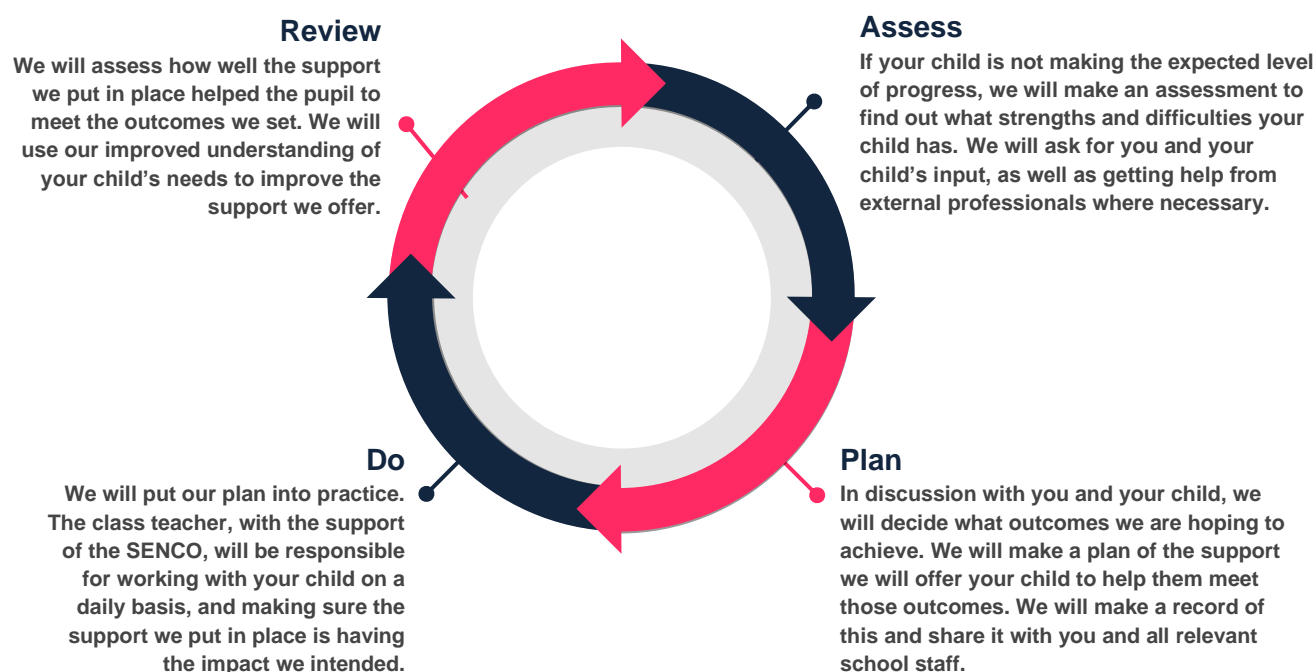 Review
We will assess how well the support
we put in place helped the pupil to
meet the outcomes we set. We will
use our improved understanding of
your child’s needs to improve the
support we offer.
Assess
If your child is not making the expected level
of progress, we will make an assessment to
find out what strengths and difficulties your
child has. We will ask for you and your
child’s input, as well as getting help from
external professionals where necessary.
Do
We will put our plan into practice.
The class teacher, with the support
of the SENCO, will be responsible
for working with your child on a
daily basis, and making sure the
support we put in place is having
the impact we intended.
Plan
In discussion with you and your child, we
will decide what outcomes we are hoping to
achieve. We will make a plan of the support
we will offer your child to help them meet
those outcomes. We will make a record of
this and share it with you and all relevant
school staff.